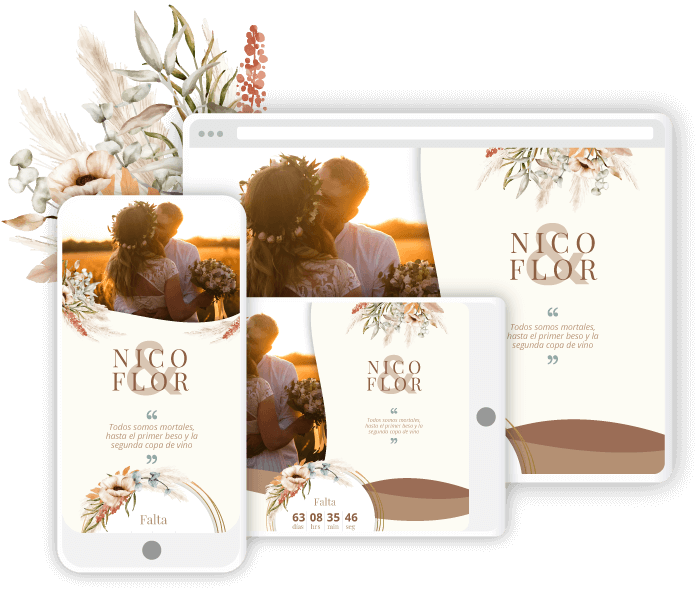 NICO
&
FLOR
“
Todos somos mortales,
hasta el primer beso y la
segunda copa de vino
”
NICO
&
FLOR
“
Todos somos mortales,
hasta el primer beso y la
segunda copa de vino
”
Falta
NICO
&
FLOR
“
Todos somos mortales,
hasta el primer beso y la
segunda copa de vino
”
Falta
63 08 35 46
días hrs min seg